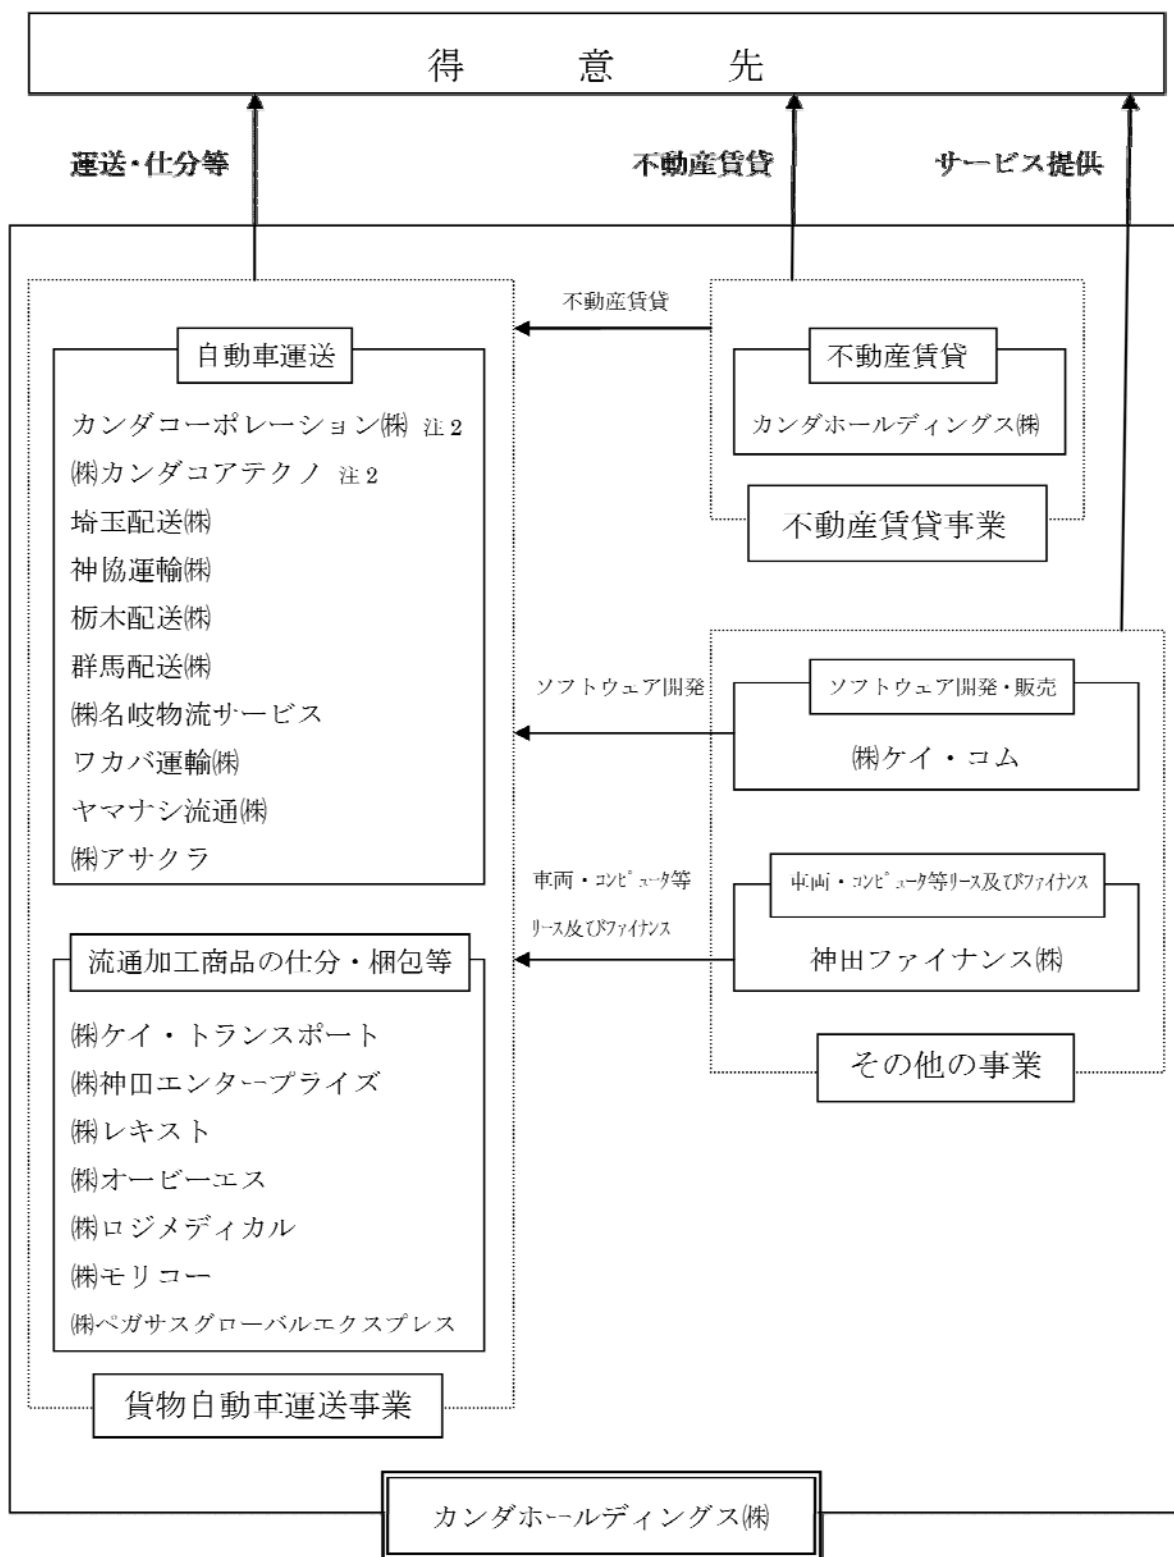 得意先
運送・仕分等
不動産賃貸
サービス提供
不動産賃貸
自動車運送
カンダコーポレーション㈱ 注2
㈱カンダコアテクノ 注2
埼玉配送㈱
神協運輸㈱
栃木配送㈱
群馬配送㈱
㈱名岐物流サービス
ワカバ運輸㈱
ヤマナシ流通㈱
㈱アサクラ
流通加工商品の仕分・梱包等
㈱ケイ・トランスポート
㈱神田エンタープライズ
㈱レキスト
㈱オービーエス
㈱ロジメディカル
㈱モリコー
㈱ペガサスグローバルエクスプレス
貨物自動車運送事業
不動産賃貸
カンダホールディングス㈱
不動産賃貸事業
ソフトウェア開発
ソフトウェア開発・販売
㈱ケイ・コム
車両・コンピュータ等
リース及びファイナンス
車両・コンピュータ等リース及びファイナンス
神田ファイナンス㈱
その他の事業
カンダホールディングス㈱